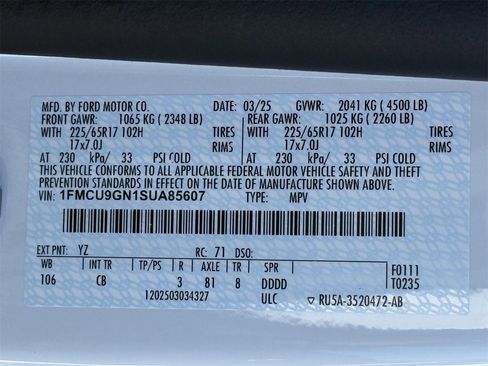 MFD. BY FORD MOTOR CO. 03/25 GVWR: 2041 KG ( 4500 LB)
FRONT GAWR: 1065 KG ( 2348 LB) REAR GAWR: 1025 KG ( 2260 LB)
WITH 225/65R17 102H TIRES WITH 225/65R17 102H TIRES
17x7.0J RIMS 17x7.0J RIMS
AT 230 kPa/ 33 PSI COLD AT 230 kPa/ 33 PSI COLD
THIS VEHICLE CONFORMS TO ALL APPLICABLE FEDERAL MOTOR VEHICLE SAFETY
AND THEFT PREVENTION STANDARDS IN EFFECT ON THE DATE OF
MANUFACTURE SHOWN ABOVE.
VIN: 1FMCU9GN1SUA85607 TYPE: MPV
EXT PNT: YZ RC: 71 DSO:
WB INT TR TP/PS R AXLE TR SPR F0111
106 CB 3 81 8 DDDD T0235
1202503034327 ULC ▽ RU5A-3520472-AB